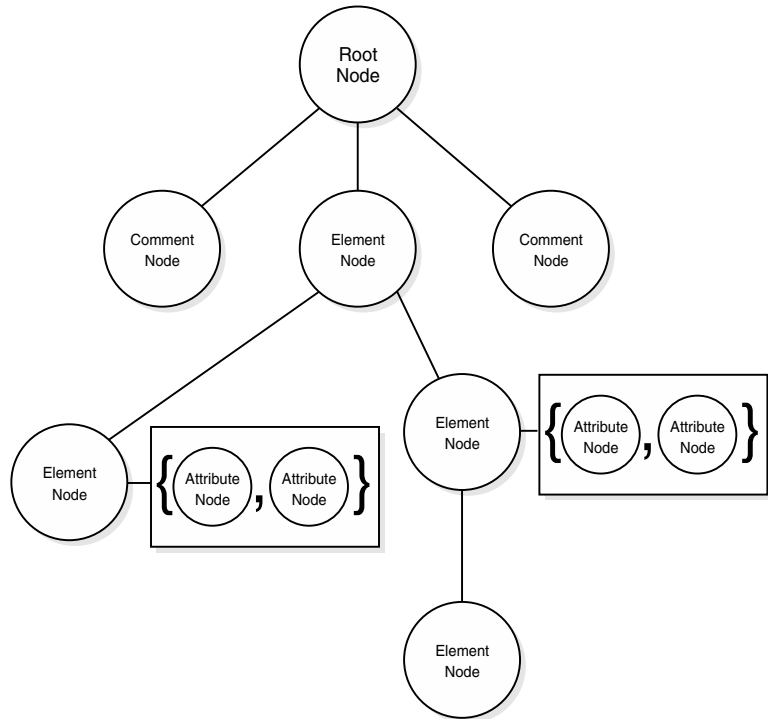 Root
Node
Comment
Node
Element
Node
Comment
Node
Element
Node
{ Attribute
Node , Attribute
Node }
Element
Node
{ Attribute
Node , Attribute
Node }
Element
Node